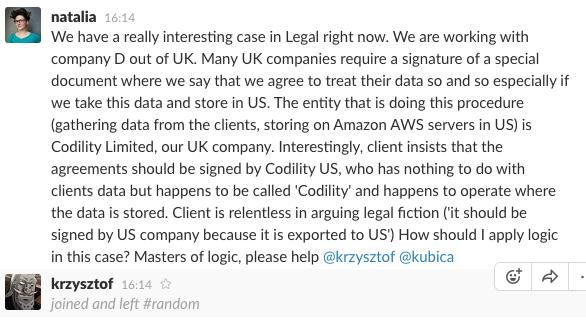 natalia 16:14
We have a really interesting case in Legal right now. We are working with
company D out of UK. Many UK companies require a signature of a special
document where we say that we agree to treat their data so and so especially if
we take this data and store in US. The entity that is doing this procedure
(gathering data from the clients, storing on Amazon AWS servers in US) is
Codility Limited, our UK company. Interestingly, client insists that the
agreements should be signed by Codility US, who has nothing to do with
clients data but happens to be called 'Codility' and happens to operate where
the data is stored. Client is relentless in arguing legal fiction ('it should be
signed by US company because it is exported to US') How should I apply logic
in this case? Masters of logic, please help @krzysztof @kubica
krzysztof 16:14
joined and left #random